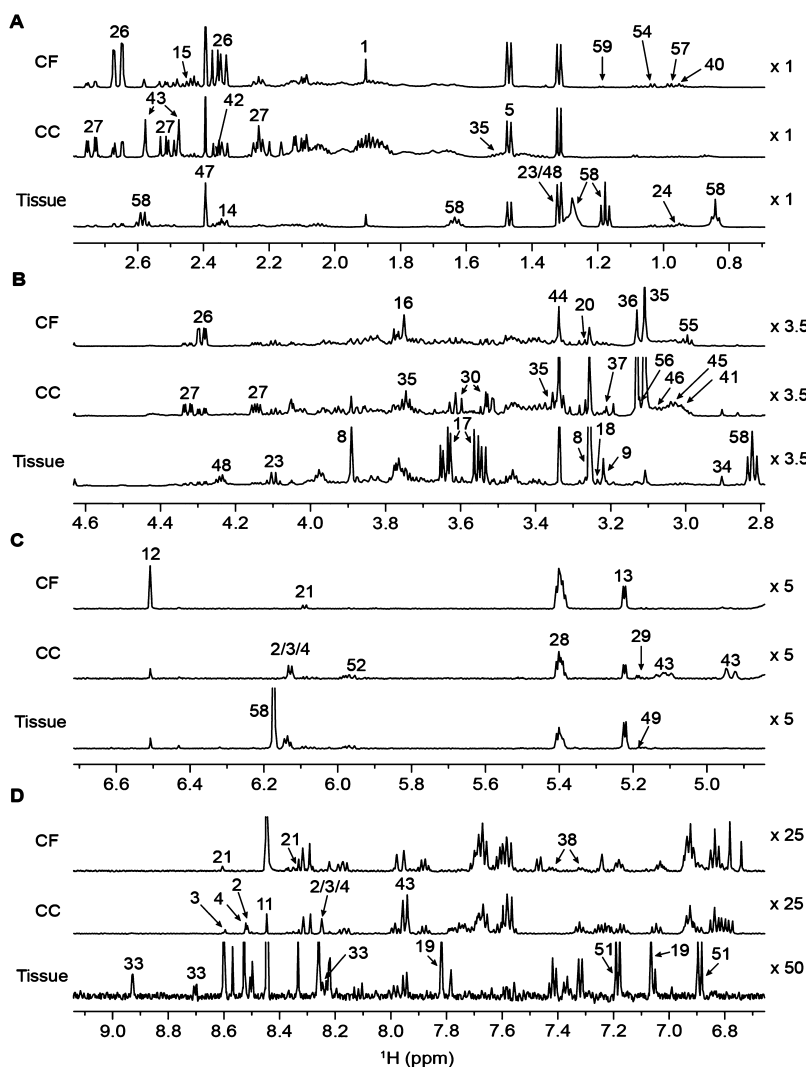 A
26
15
26
1
59
54
57
40
CF
x 1
43
42
27
27
27
35
5
CC
x 1
47
58
14
58
23/48
58
24
58
Tissue
x 1
2.6 2.4 2.2 2.0 1.8 1.6 1.4 1.2 1.0 0.8
B
26
16
44
20
36
35
55
CF
x 3.5
27
27
35
30
35
37
56
46
45
41
CC
x 3.5
48
23
8
17
8
18
9
34
58
Tissue
x 3.5
4.6 4.4 4.2 4.0 3.8 3.6 3.4 3.2 3.0 2.8
C
12
21
13
CF
x 5
2/3/4
52
28
29
43
43
CC
x 5
58
49
Tissue
x 5
6.6 6.4 6.2 6.0 5.8 5.6 5.4 5.2 5.0
D
21
21
38
CF
x 25
3
4
2
11
2/3/4
43
CC
x 25
33
33
33
19
51
19
51
Tissue
x 50
9.0 8.8 8.6 8.4 8.2 8.0 7.8 7.6 7.4 7.2 7.0 6.8
¹H (ppm)